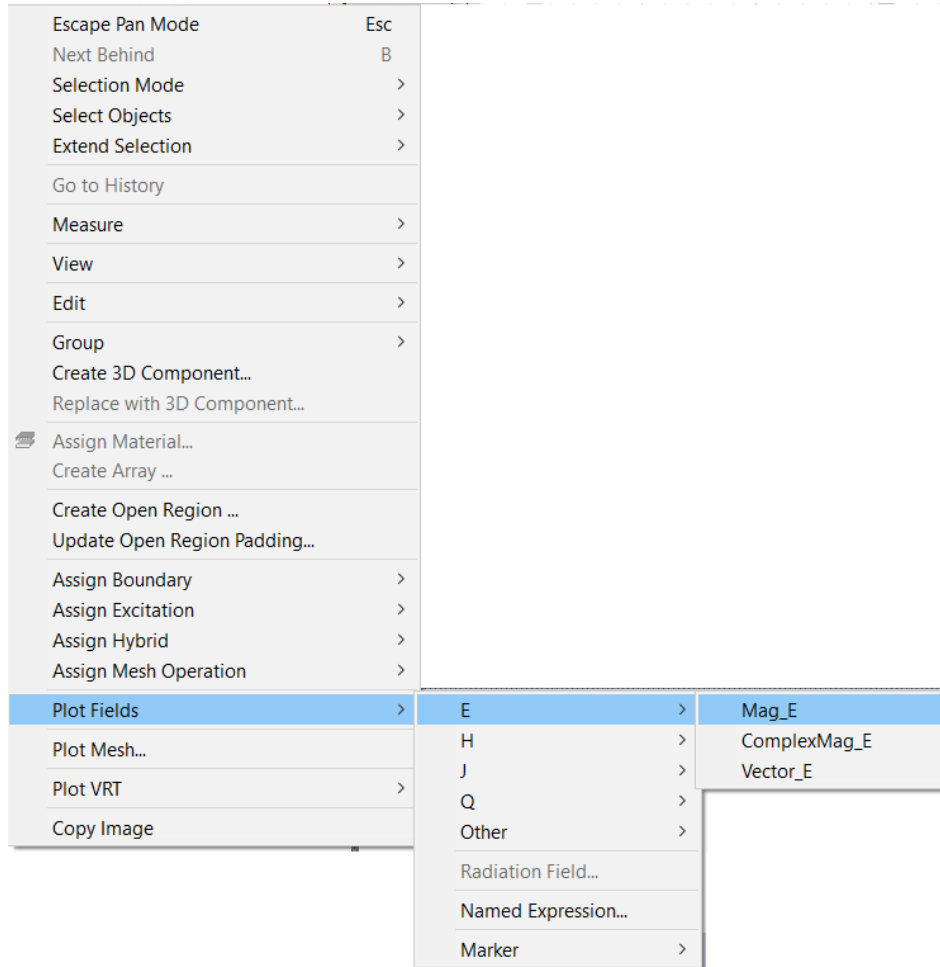 Escape Pan Mode Esc
Next Behind B
Selection Mode
Select Objects
Extend Selection
Go to History
Measure
View
Edit
Group
Create 3D Component...
Replace with 3D Component...
Assign Material...
Create Array ...
Create Open Region ...
Update Open Region Padding...
Assign Boundary
Assign Excitation
Assign Hybrid
Assign Mesh Operation
Plot Fields
Plot Mesh...
Plot VRT
Copy Image
E
H
J
Q
Other
Radiation Field...
Named Expression...
Marker
Mag_E
ComplexMag_E
Vector_E